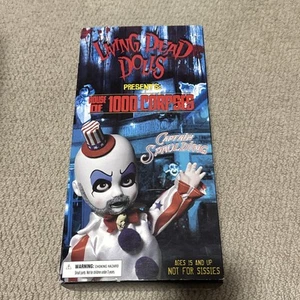 LIVING DEAD
DOLLS
PRESENTS:
HOUSE
OF 1000 CORPSES
CAPTAIN
SPAULDING
AGES 15 AND UP
NOT FOR SISSIES
WARNING: